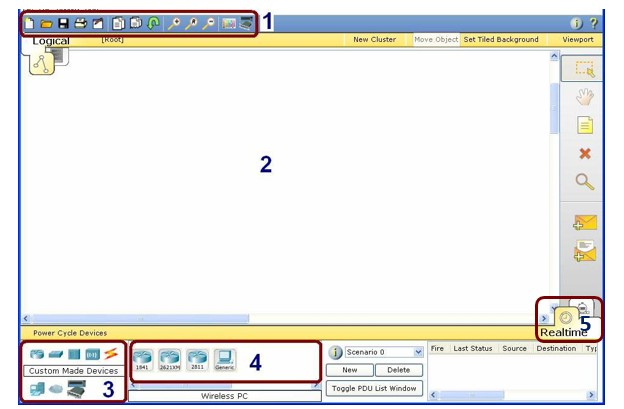 1
Logical
[Root]
New Cluster
Move Object
Set Tiled Background
Viewport
2
5
Realtime
Power Cycle Devices
Custom Made Devices
3
1841
2621XM
2811
Generic
4
Wireless PC
Scenario 0
New
Delete
Toggle PDU List Window
Fire
Last Status
Source
Destination
Typ